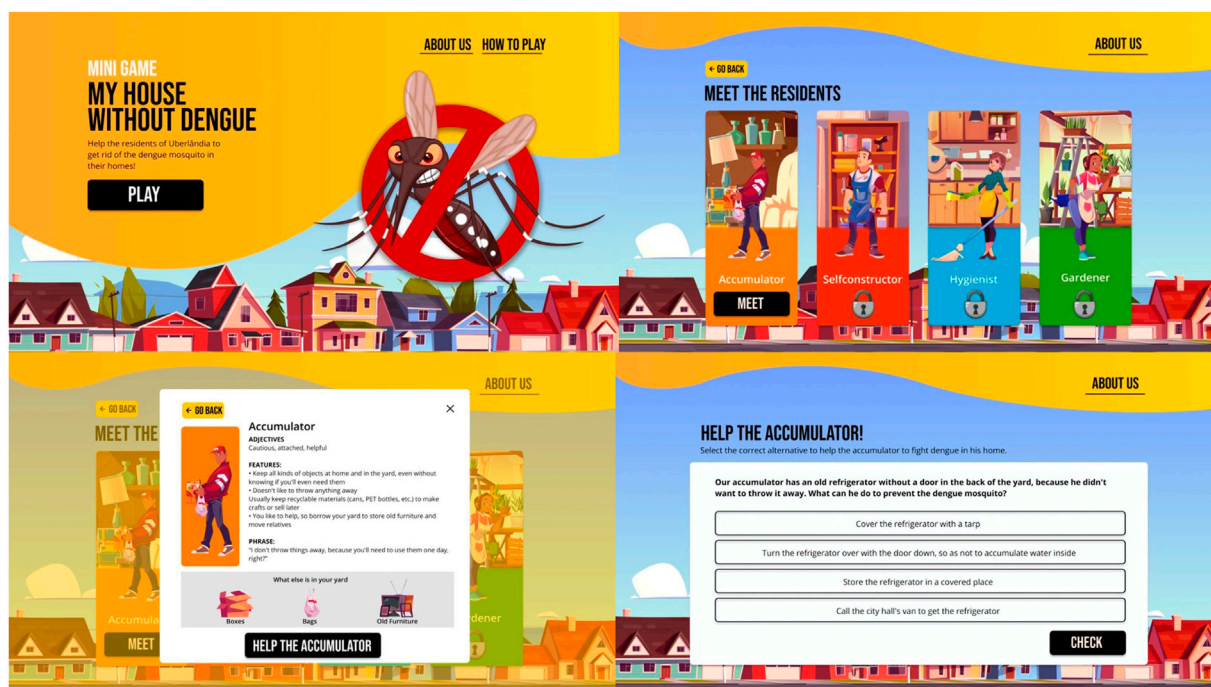 ABOUT US HOW TO PLAY
MINI GAME
MY HOUSE
WITHOUT DENGUE
Help the residents of Uberlândia to
get rid of the dengue mosquito in
their homes!
PLAY
ABOUT US
← GO BACK
MEET THE RESIDENTS
Accumulator
MEET
Selfconstructor
Hygienist
Gardener
ABOUT US
← GO BACK
MEET THE
Accumula
MEET
dener
← GO BACK
Accumulator
ADJECTIVES
Cautious, attached, helpful
FEATURES:
• Keep all kinds of objects at home and in the yard, even without
knowing if you'll even need them
• Doesn't like to throw anything away
Usually keep recyclable materials (cans, PET bottles, etc.) to make
crafts or sell later
• You like to help, so borrow your yard to store old furniture and
move relatives
PHRASE:
"I don't throw things away, because you'll need to use them one day,
right?"
What else is in your yard
Boxes
Bags
Old Furniture
HELP THE ACCUMULATOR
ABOUT US
HELP THE ACCUMULATOR!
Select the correct alternative to help the accumulator to fight dengue in his home.
Our accumulator has an old refrigerator without a door in the back of the yard, because he didn't
want to throw it away. What can he do to prevent the dengue mosquito?
Cover the refrigerator with a tarp
Turn the refrigerator over with the door down, so as not to accumulate water inside
Store the refrigerator in a covered place
Call the city hall's van to get the refrigerator
CHECK